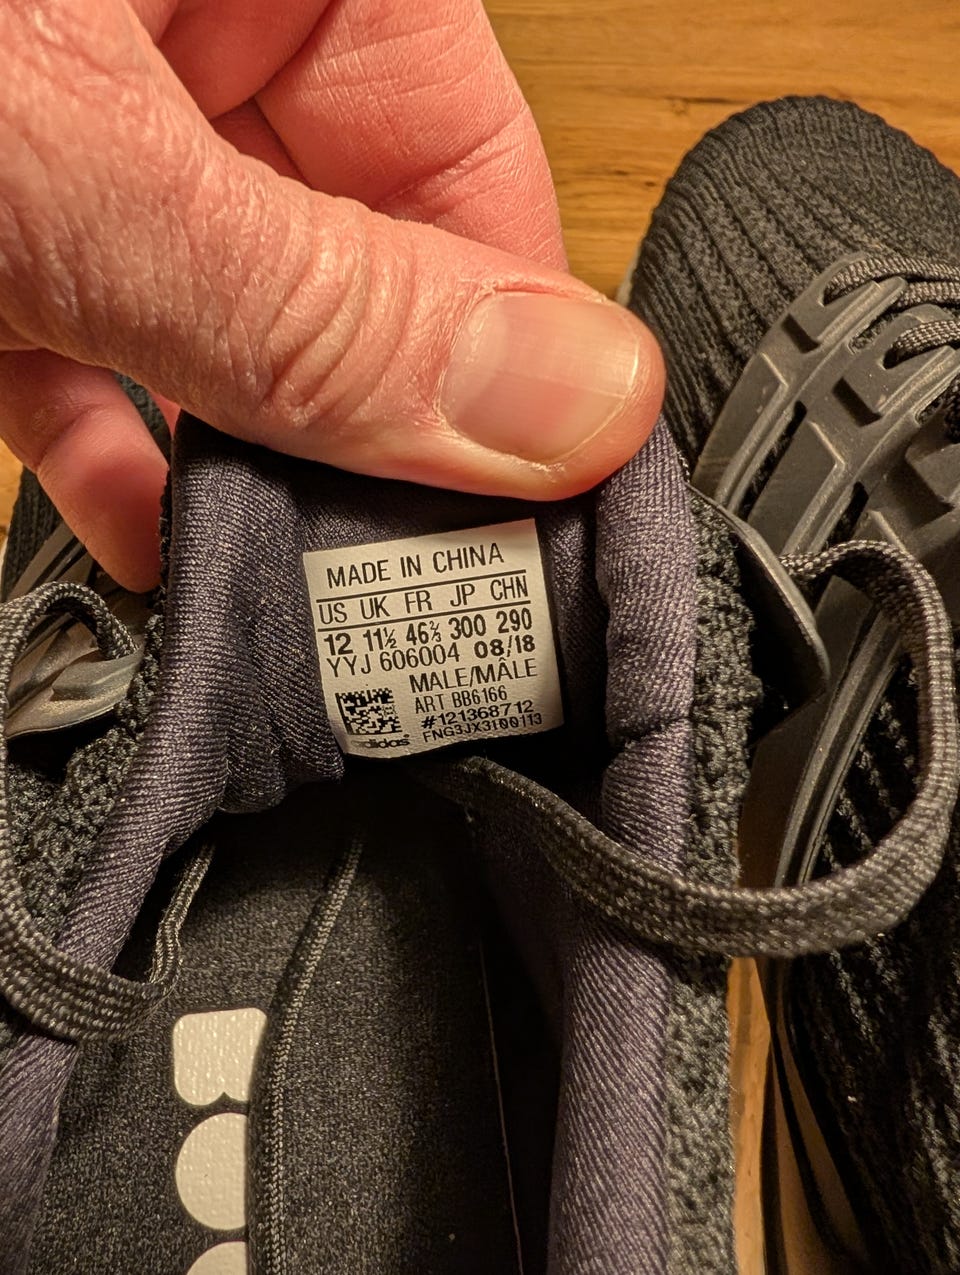 MADE IN CHINA
US UK FR JP CHN
12 11½ 46⅔ 300 290
YYJ 606004 08/18
MALE/MÂLE
ART BB6166
#121368712
FNG3JX3100113
adidas®